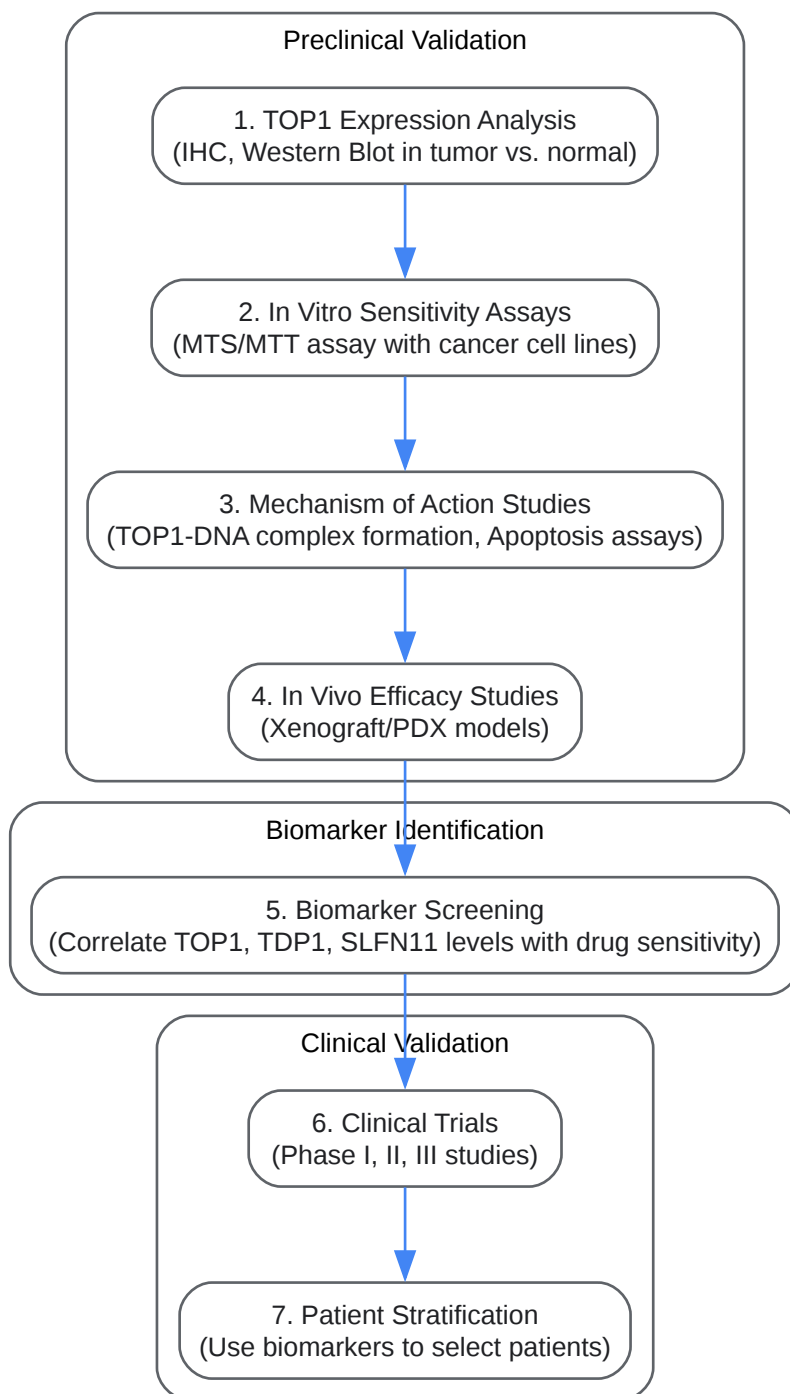 Preclinical Validation
1. TOP1 Expression Analysis
(IHC, Western Blot in tumor vs. normal)
2. In Vitro Sensitivity Assays
(MTS/MTT assay with cancer cell lines)
3. Mechanism of Action Studies
(TOP1-DNA complex formation, Apoptosis assays)
4. In Vivo Efficacy Studies
(Xenograft/PDX models)
Biomarker Identification
5. Biomarker Screening
(Correlate TOP1, TDP1, SLFN11 levels with drug sensitivity)
Clinical Validation
6. Clinical Trials
(Phase I, II, III studies)
7. Patient Stratification
(Use biomarkers to select patients)